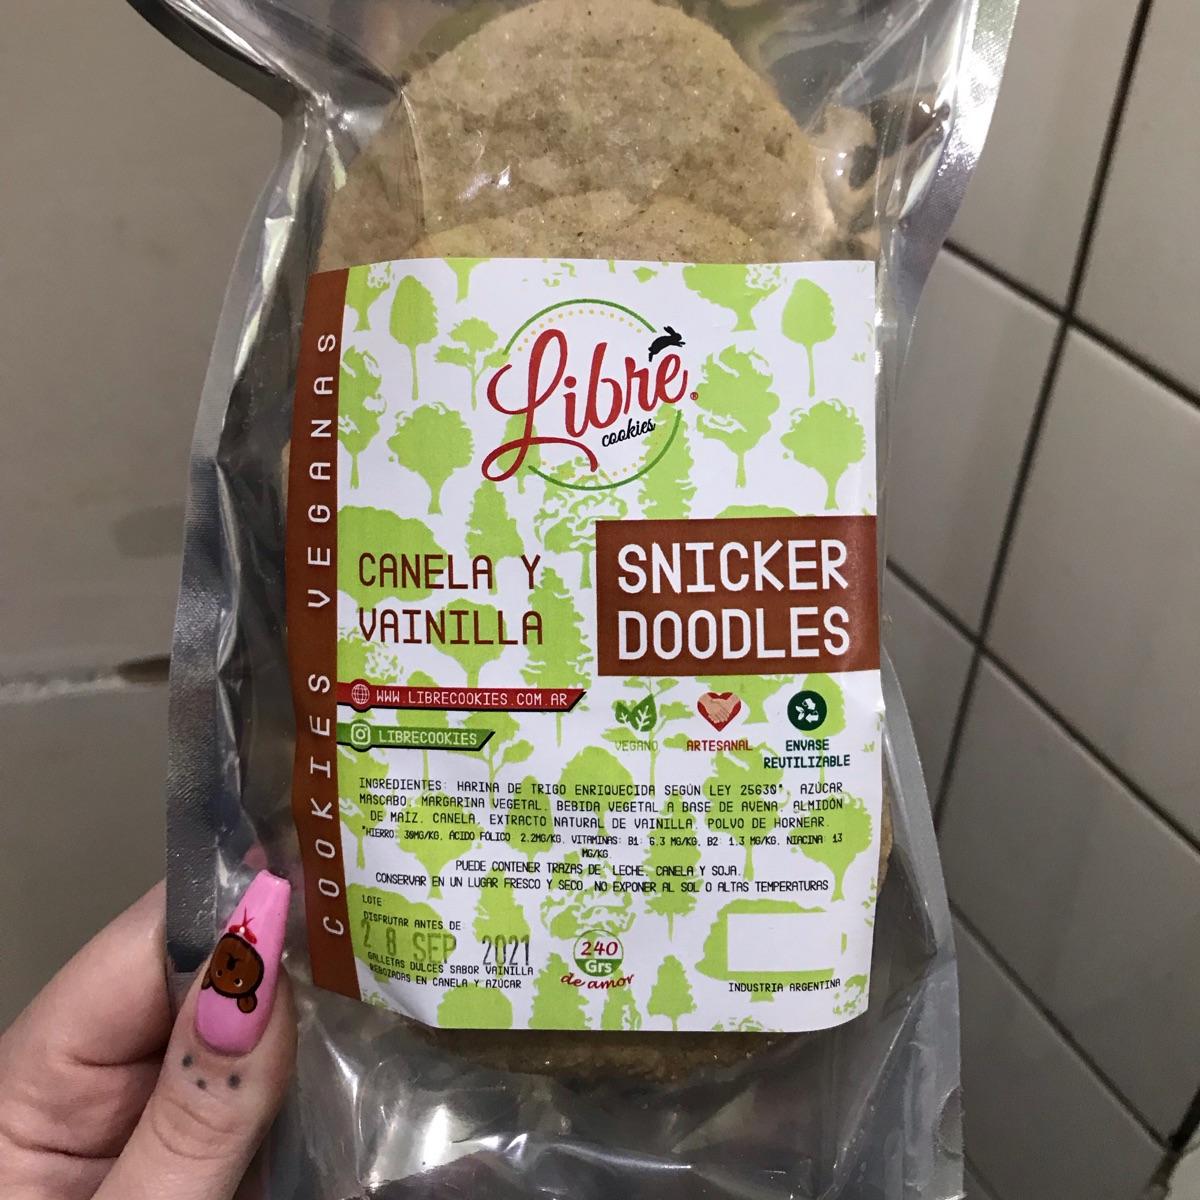 Libre®
cookies
COOKIES VEGANAS
CANELA Y
VAINILLA
SNICKER
DOODLES
WWW.LIBRECOOKIES.COM.AR
LIBRECOOKIES
VEGANO
ARTESANAL
ENVASE
REUTILIZABLE
INGREDIENTES: HARINA DE TRIGO ENRIQUECIDA SEGÚN LEY 25630*, AZÚCAR
MASCABO, MARGARINA VEGETAL, BEBIDA VEGETAL A BASE DE AVENA, ALMIDÓN
DE MAÍZ, CANELA, EXTRACTO NATURAL DE VAINILLA, POLVO DE HORNEAR.
*HIERRO: 30MG/KG, ÁCIDO FÓLICO 2.2MG/KG, VITAMINAS: B1: 6.3 MG/KG, B2: 1.3 MG/KG, NIACINA: 13
MG/KG.
PUEDE CONTENER TRAZAS DE LECHE, CANELA Y SOJA.
CONSERVAR EN UN LUGAR FRESCO Y SECO, NO EXPONER AL SOL O ALTAS TEMPERATURAS
LOTE
DISFRUTAR ANTES DE:
28 SEP 2021
GALLETAS DULCES SABOR VAINILLA
REBOZADAS EN CANELA Y AZÚCAR
240
Grs
de amor
INDUSTRIA ARGENTINA